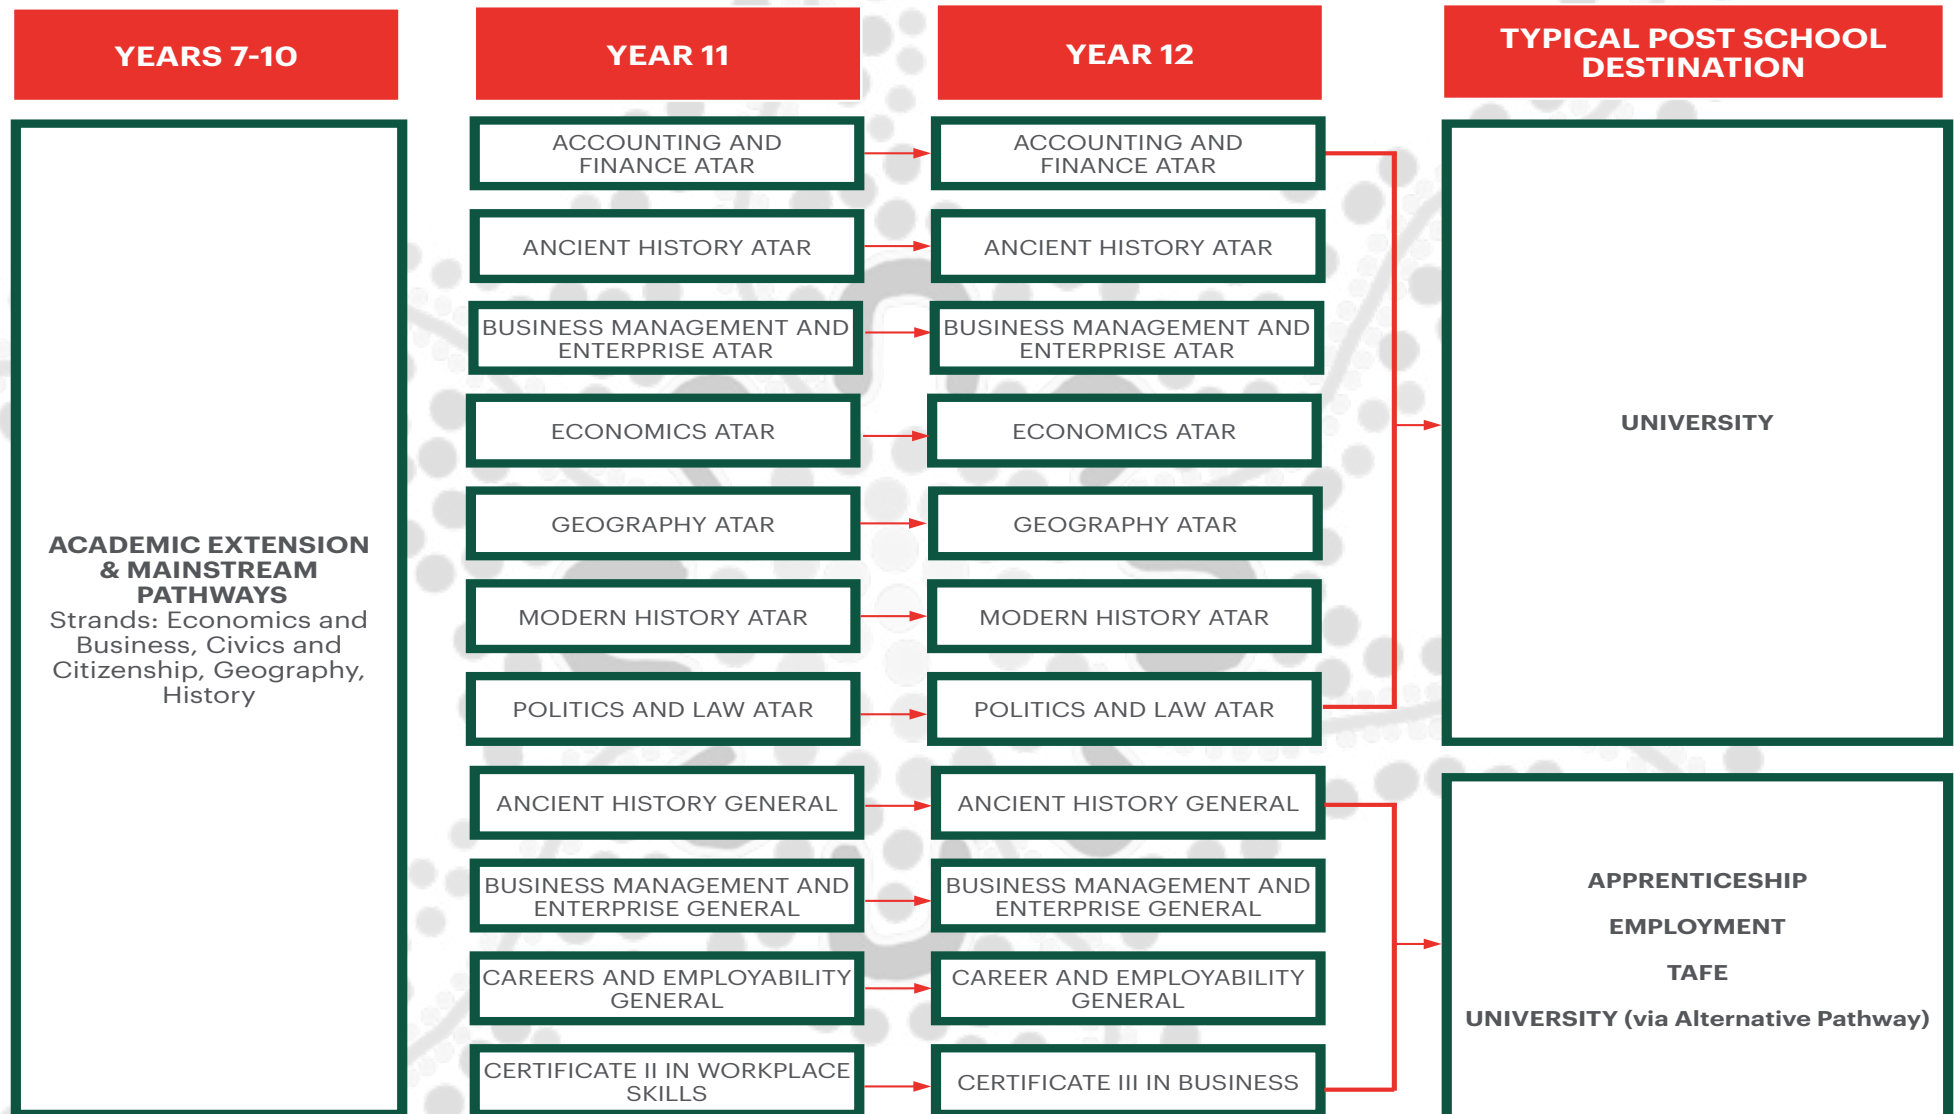 YEARS 7-10
YEAR 11
YEAR 12
TYPICAL POST SCHOOL
DESTINATION
ACADEMIC EXTENSION
& MAINSTREAM
PATHWAYS
Strands: Economics and
Business, Civics and
Citizenship, Geography,
History
ACCOUNTING AND
FINANCE ATAR
ACCOUNTING AND
FINANCE ATAR
ANCIENT HISTORY ATAR
ANCIENT HISTORY ATAR
BUSINESS MANAGEMENT AND
ENTERPRISE ATAR
BUSINESS MANAGEMENT AND
ENTERPRISE ATAR
ECONOMICS ATAR
ECONOMICS ATAR
GEOGRAPHY ATAR
GEOGRAPHY ATAR
MODERN HISTORY ATAR
MODERN HISTORY ATAR
POLITICS AND LAW ATAR
POLITICS AND LAW ATAR
UNIVERSITY
ANCIENT HISTORY GENERAL
ANCIENT HISTORY GENERAL
BUSINESS MANAGEMENT AND
ENTERPRISE GENERAL
BUSINESS MANAGEMENT AND
ENTERPRISE GENERAL
CAREERS AND EMPLOYABILITY
GENERAL
CAREER AND EMPLOYABILITY
GENERAL
CERTIFICATE II IN WORKPLACE
SKILLS
CERTIFICATE III IN BUSINESS
APPRENTICESHIP
EMPLOYMENT
TAFE
UNIVERSITY (via Alternative Pathway)